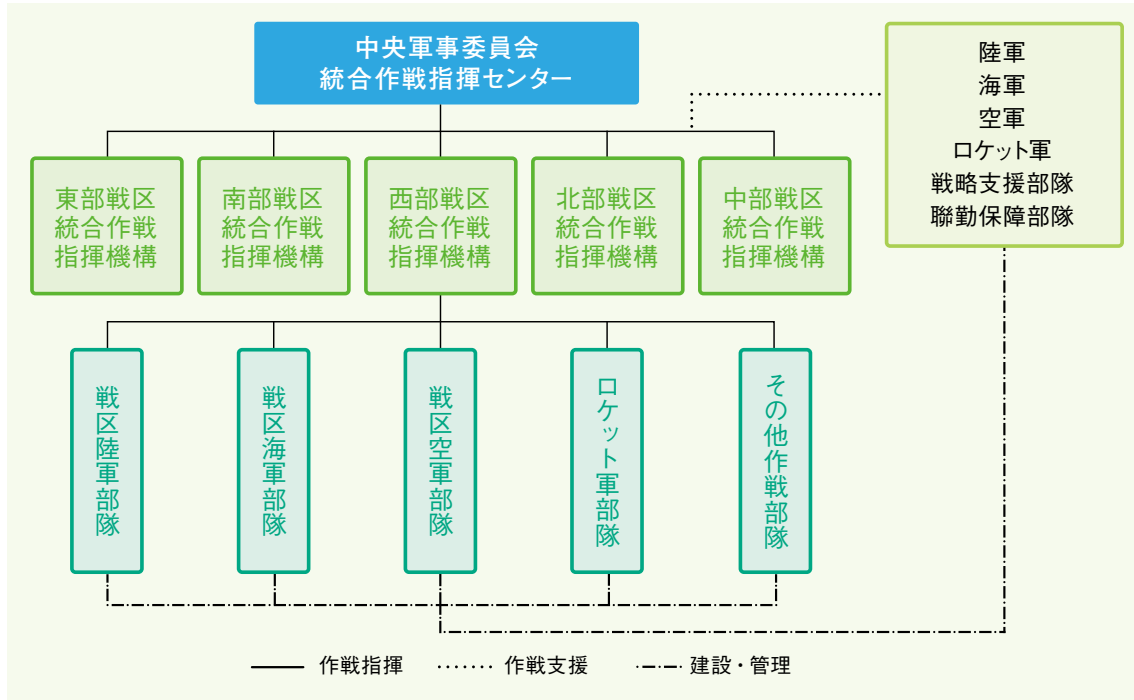 中央軍事委員会
統合作戦指揮センター
陸軍
海軍
空軍
ロケット軍
戦略支援部隊
聯勤保障部隊
東部戦区
統合作戦
指揮機構
南部戦区
統合作戦
指揮機構
西部戦区
統合作戦
指揮機構
北部戦区
統合作戦
指揮機構
中部戦区
統合作戦
指揮機構
戦区陸軍部隊
戦区海軍部隊
戦区空軍部隊
ロケット軍部隊
その他作戦部隊
作戦指揮
作戦支援
建設・管理